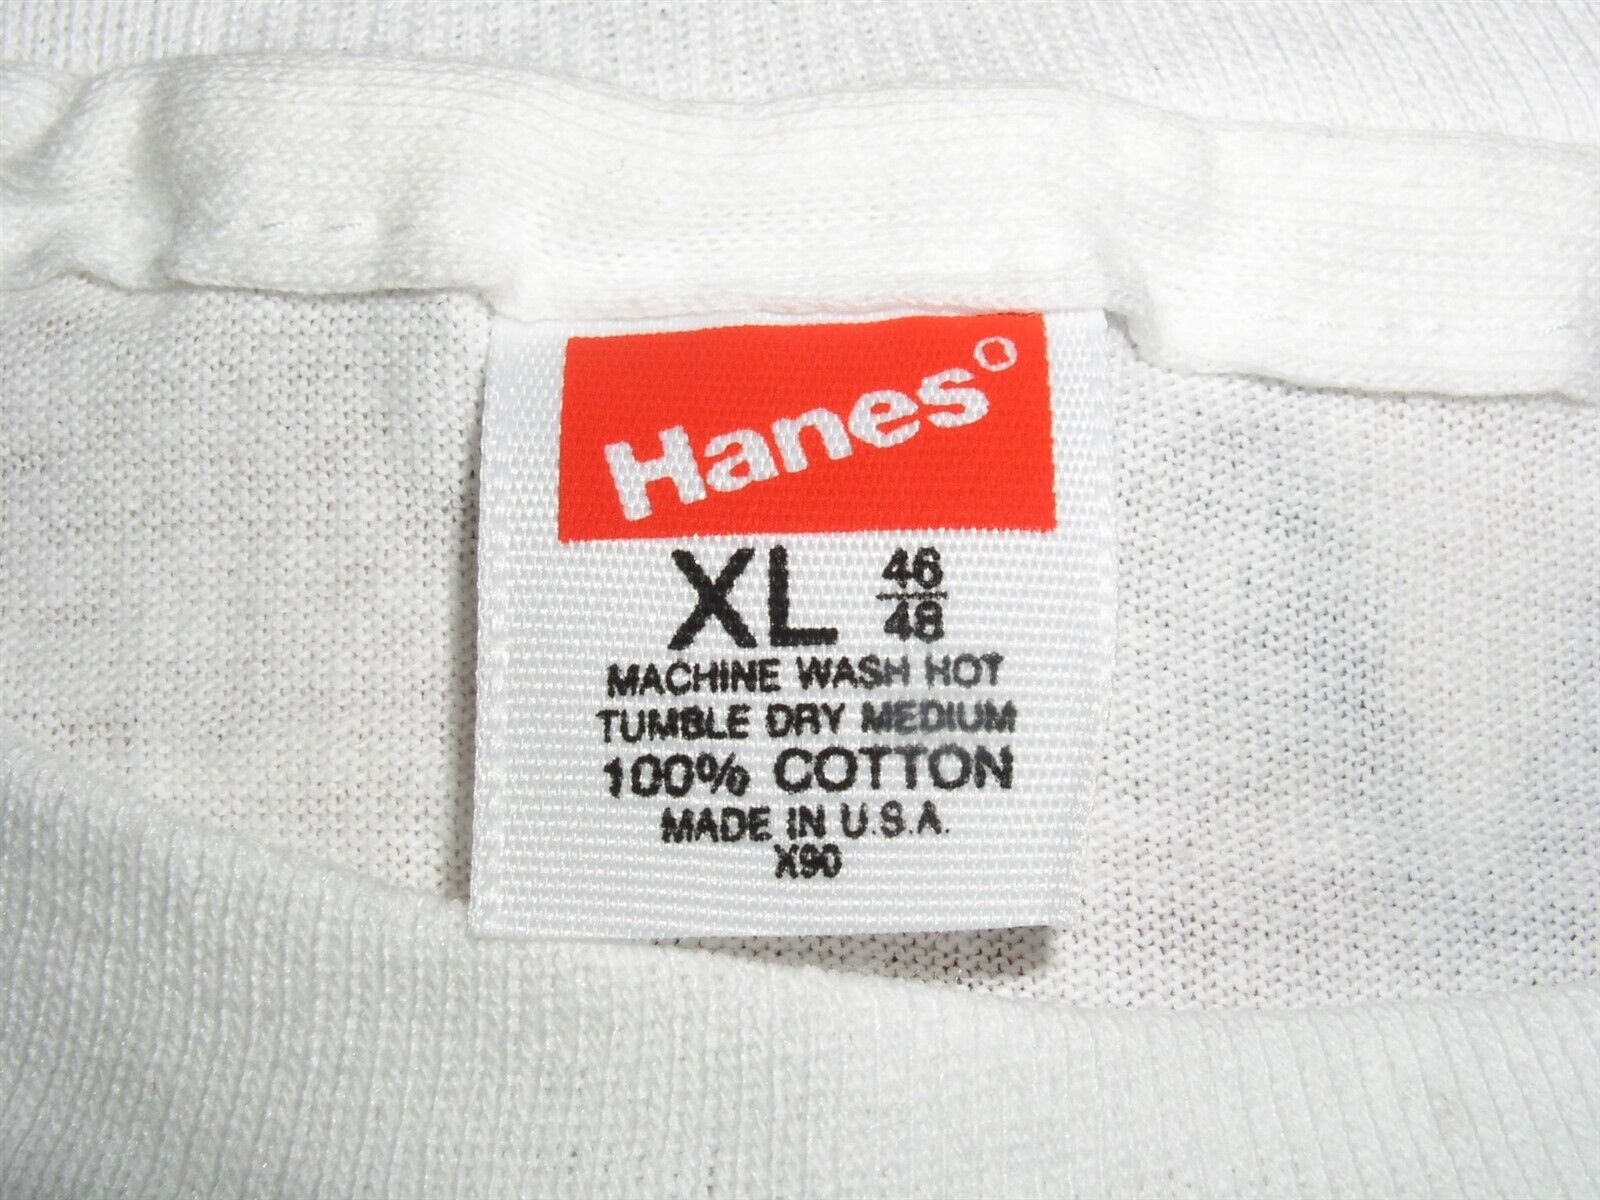 Hanes®
XL 46/48
MACHINE WASH HOT
TUMBLE DRY MEDIUM
100% COTTON
MADE IN U.S.A.
X90